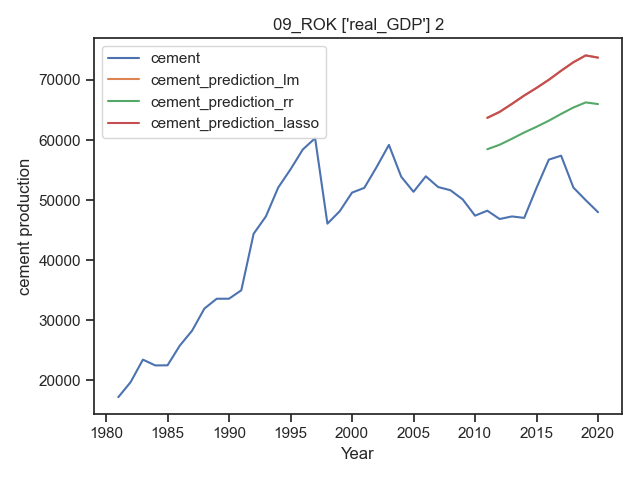 09_ROK ['real_GDP'] 2
cement
cement_prediction_lm
cement_prediction_rr
cement_prediction_lasso
cement production
70000
60000
50000
40000
30000
20000
1980 1985 1990 1995 2000 2005 2010 2015 2020
Year